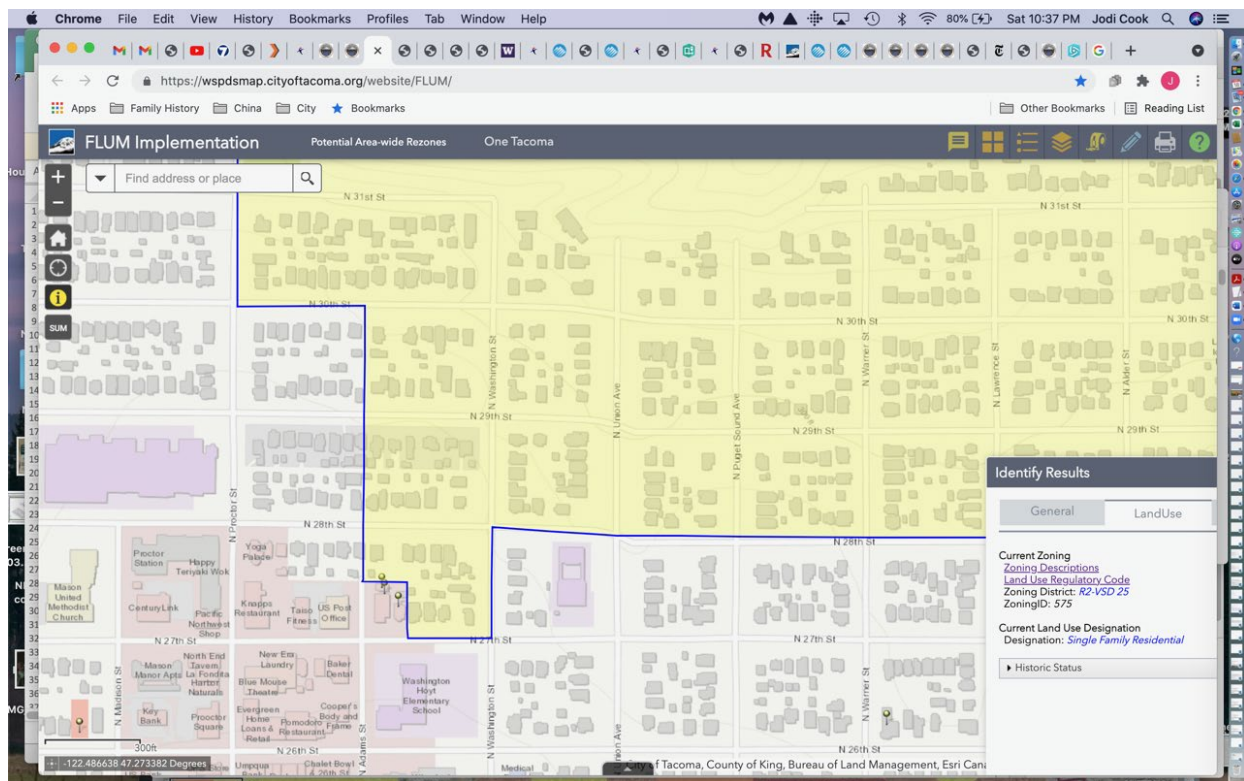 Chrome File Edit View History Bookmarks Profiles Tab Window Help 80% Sat 10:37 PM Jodi Cook
https://wspdsmap.cityoftacoma.org/website/FLUM/
Apps Family History China City Bookmarks Other Bookmarks Reading List
FLUM Implementation Potential Area-wide Rezones One Tacoma
Find address or place
N 31st St
N 31st St
N 30th St
N 30th St
N 30th St
SUM
N Washington St
N Warner St
N Lawrence St
N Alder St
N Union Ave
N Puget Sound Ave
N 29th St
N 29th St
N 29th St
N Proctor St
N 28th St
N 28th St
Identify Results
General LandUse
Current Zoning
Zoning Descriptions
Land Use Regulatory Code
Zoning District: R2-VSD 25
ZoningID: 575
Current Land Use Designation
Designation: Single Family Residential
Historic Status
Proctor Station
Happy Teriyaki Wok
Yoga Palace
Mason United Methodist Church
CenturyLink
Pacific Northwest Shop
Knapps Restaurant
Taiso Fitness
US Post Office
N 27th St
N 27th St
N 27th St
N Madison St
Mason Manor Apts
North End Tavern
La Fondita
Harbor Naturals
New Era Laundry
Blue Mouse Theatre
Baker Dental
Washington Hoyt Elementary School
N Washington St
N Warner St
Key Bank
Proctor Square
Evergreen Home Loans & Retail
Pomodoro Restaurant
Cooper's Body and Frame
N Adams St
300ft
N 26th St
N 26th St
-122.486638 47.273382 Degrees
Umpqua
Chalet Bowl
Medical
City of Tacoma, County of King, Bureau of Land Management, Esri Cana